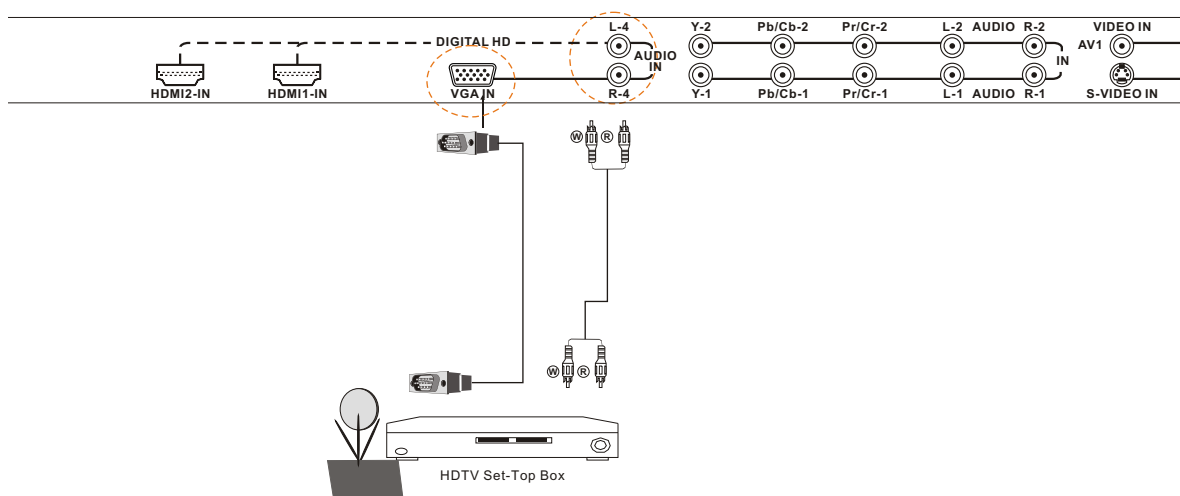 L-4 Y-2 Pb/Cb-2 Pr/Cr-2 L-2 AUDIO R-2 VIDEO IN
DIGITAL HD AUDIO IN IN AV1
HDMI2-IN HDMI1-IN VGA IN R-4 Y-1 Pb/Cb-1 Pr/Cr-1 L-1 AUDIO R-1 S-VIDEO IN
W R
W R
HDTV Set-Top Box